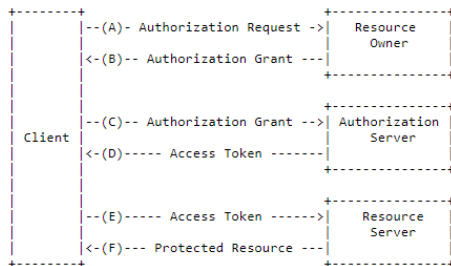 --(A)- Authorization Request ->
Resource
Owner
<-(B)-- Authorization Grant ---
--(C)-- Authorization Grant -->
Authorization
Server
Client
<-(D)----- Access Token -------
--(E)----- Access Token ------>
Resource
Server
<-(F)--- Protected Resource ---